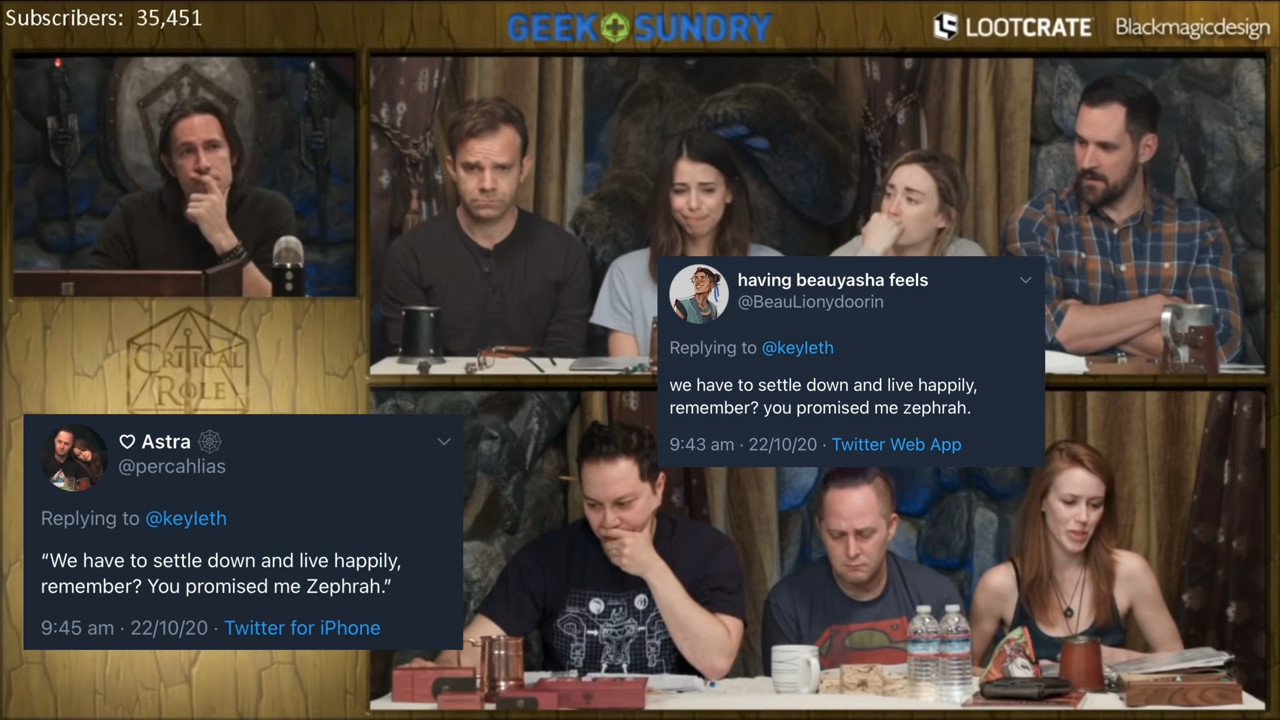 Subscribers: 35,451
GEEK & SUNDRY
LOOTCRATE
Blackmagicdesign
CRITICAL
ROLE
having beauyasha feels
@BeauLionydoorin
Replying to @keyleth
we have to settle down and live happily,
remember? you promised me zephrah.
9:43 am · 22/10/20 · Twitter Web App
♡ Astra 🕸
@percahlias
Replying to @keyleth
“We have to settle down and live happily,
remember? You promised me Zephrah.”
9:45 am · 22/10/20 · Twitter for iPhone